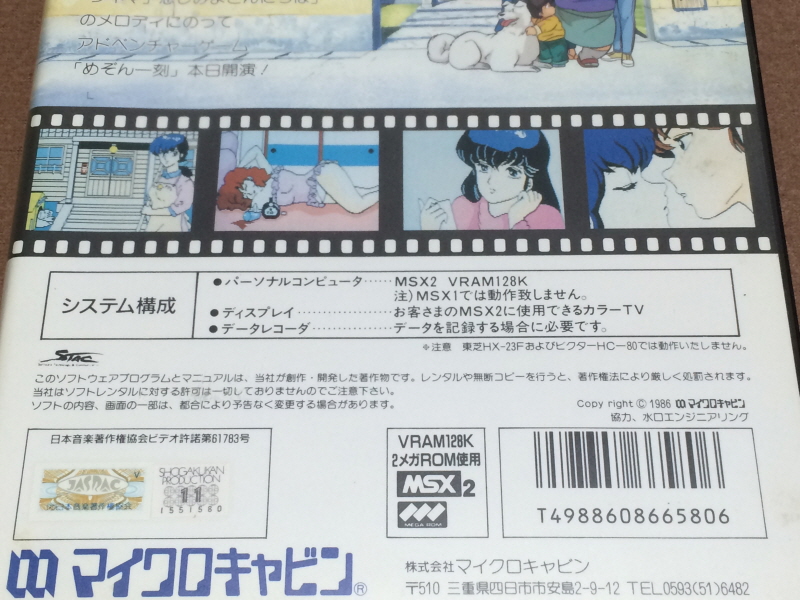 のメロディにのって
アドベンチャーゲーム
「めぞん一刻」本日開演!
システム構成
●パーソナルコンピュータ……MSX2 VRAM128K
注)MSX1では動作致しません。
●ディスプレイ……………………お客さまのMSX2に使用できるカラーTV
●データレコーダ…………………データを記録する場合に必要です。
※注意 東芝HX-23FおよびビクターHC-80では動作いたしません。
SOTAC
このソフトウェアプログラムとマニュアルは、当社が創作・開発した著作物です。レンタルや無断コピーを行うと、著作権法により厳しく処罰されます。
当社はソフトレンタルに対する許可は一切しておりませんのでご注意下さい。
ソフトの内容、画面の一部は、都合により予告なく変更する場合があります。
Copy right © 1986 マイクロキャビン
協力、水口エンジニアリング
日本音楽著作権協会ビデオ許諾第61783号
JASRAC
SHOGAKUKAN
PRODUCTION
11
1551560
VRAM128K
2メガROM使用
MSX2
MEGA ROM
T4988608665806
マイクロキャビン®
株式会社マイクロキャビン
〒510 三重県四日市市安島2-9-12 TEL0593(51)6482